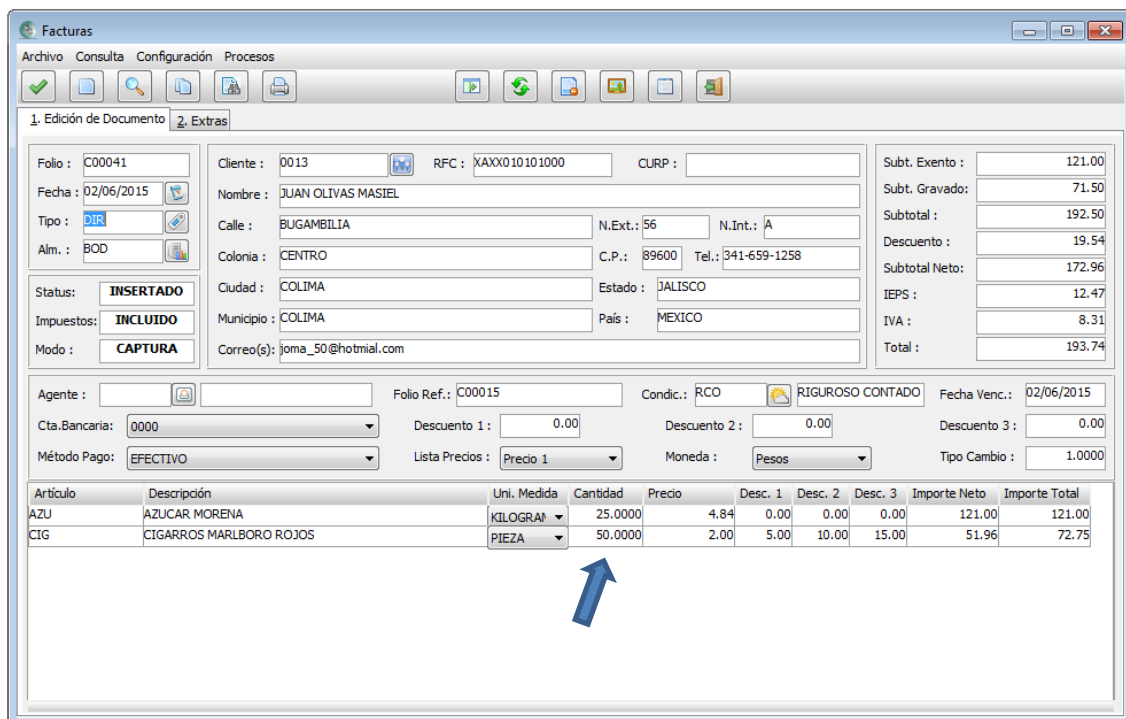 Facturas
Archivo Consulta Configuración Procesos
1. Edición de Documento 2. Extras
Folio : C00041
Fecha : 02/06/2015
Tipo : DIR
Alm. : BOD
Status: INSERTADO
Impuestos: INCLUIDO
Modo : CAPTURA
Cliente : 0013 RFC : XAXX010101000 CURP :
Nombre : JUAN OLIVAS MASIEL
Calle : BUGAMBILIA N.Ext.: 56 N.Int.: A
Colonia : CENTRO C.P.: 89600 Tel.: 341-659-1258
Ciudad : COLIMA Estado : JALISCO
Municipio : COLIMA País : MEXICO
Correo(s): joma_50@hotmial.com
Subt. Exento : 121.00
Subt. Gravado: 71.50
Subtotal : 192.50
Descuento : 19.54
Subtotal Neto: 172.96
IEPS : 12.47
IVA : 8.31
Total : 193.74
Agente : Folio Ref.: C00015 Condic.: RCO RIGUROSO CONTADO Fecha Venc.: 02/06/2015
Cta.Bancaria: 0000 Descuento 1 : 0.00 Descuento 2 : 0.00 Descuento 3 : 0.00
Método Pago: EFECTIVO Lista Precios : Precio 1 Moneda : Pesos Tipo Cambio : 1.0000
Artículo Descripción Uni. Medida Cantidad Precio Desc. 1 Desc. 2 Desc. 3 Importe Neto Importe Total
AZU AZUCAR MORENA KILOGRAM 25.0000 4.84 0.00 0.00 0.00 121.00 121.00
CIG CIGARROS MARLBORO ROJOS PIEZA 50.0000 2.00 5.00 10.00 15.00 51.96 72.75